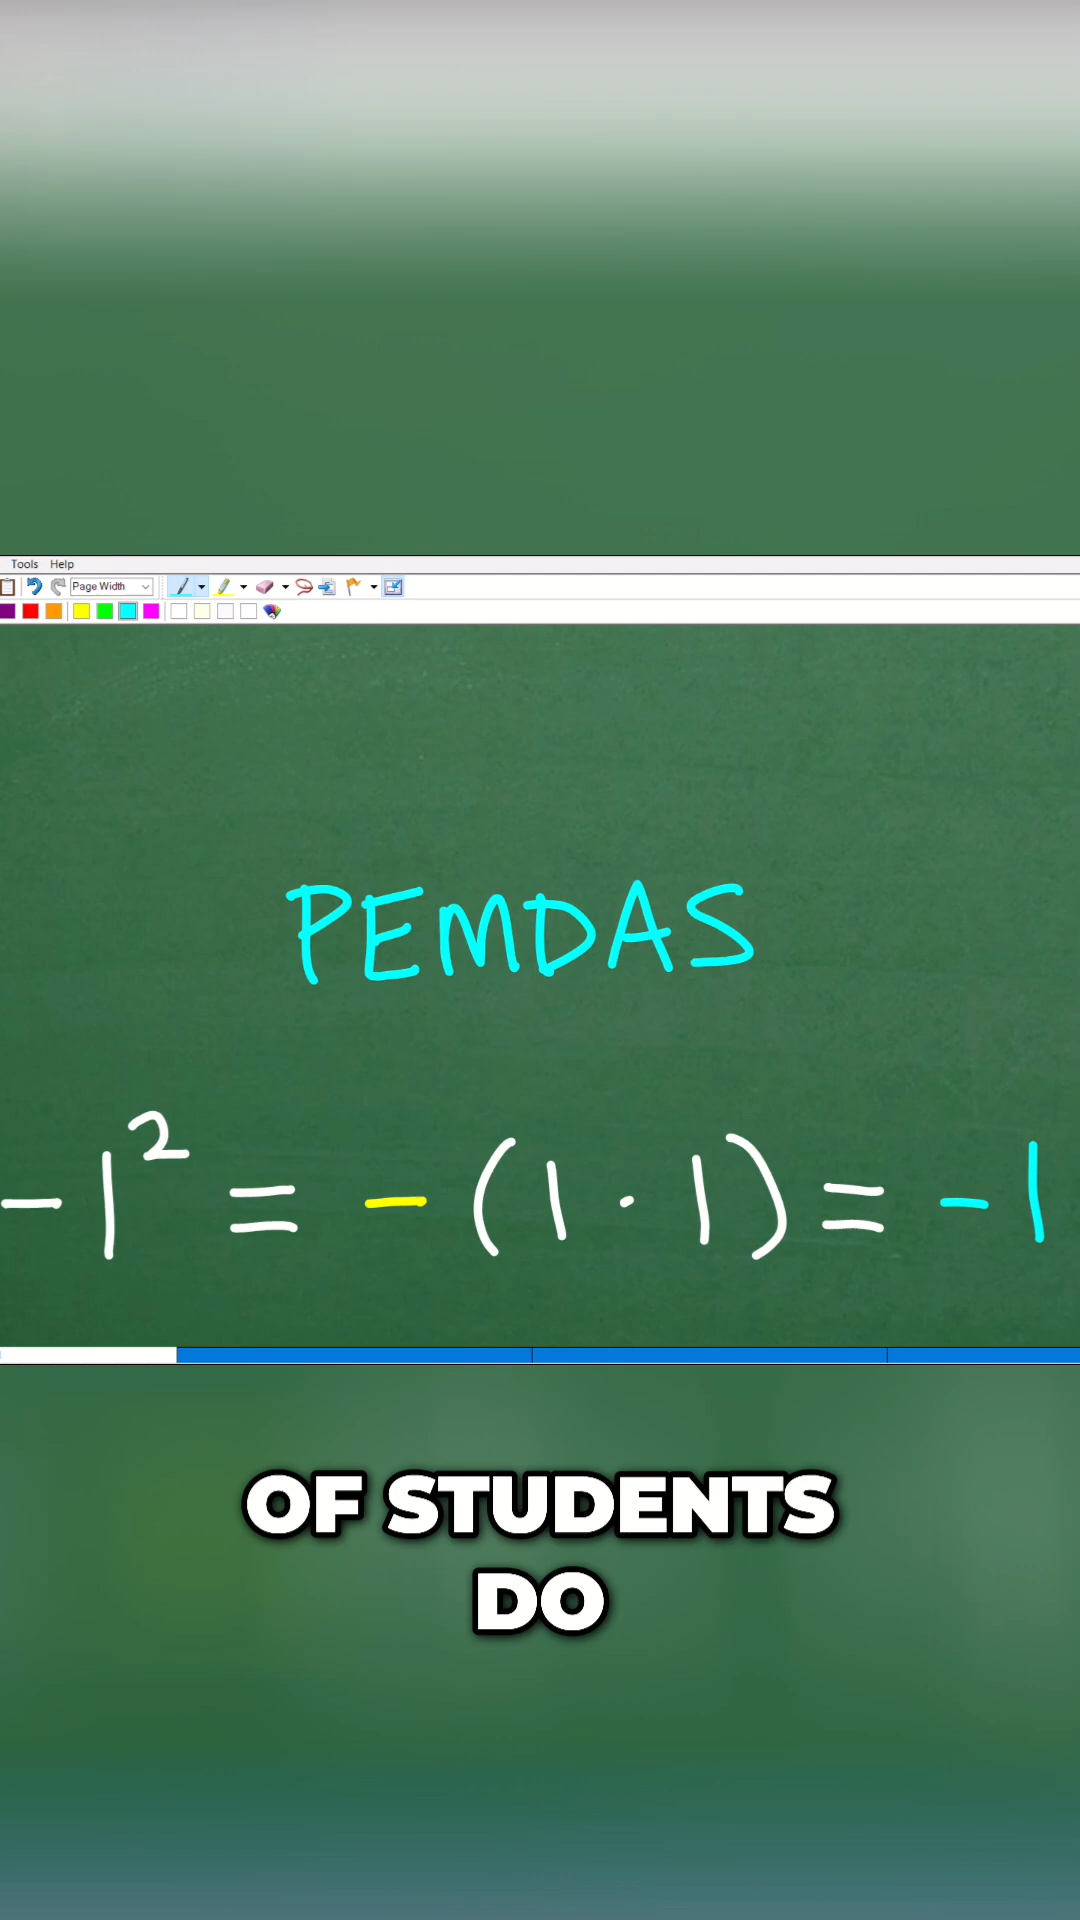 Tools Help
Page Width
PEMDAS
-1² = -(1·1) = -1
OF STUDENTS
DO